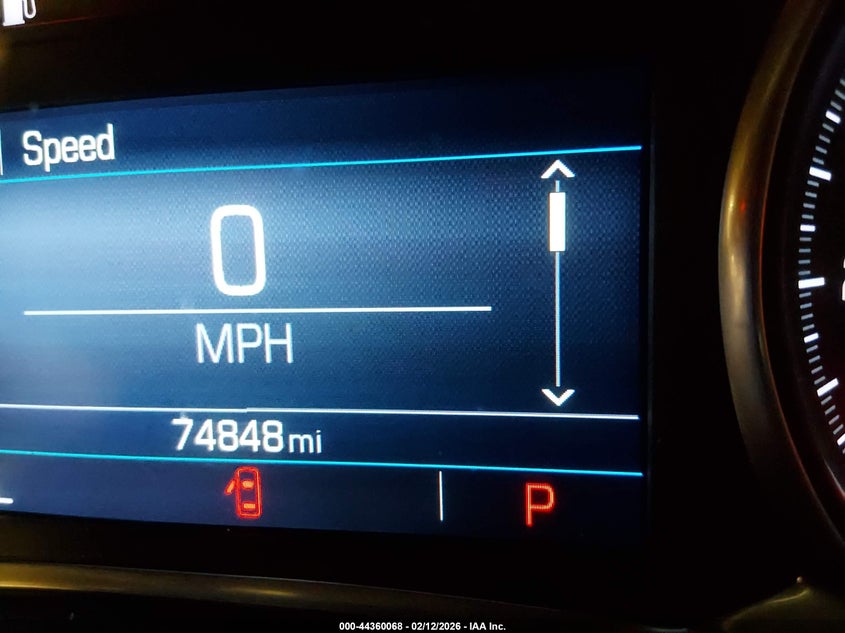 Speed
0
MPH
74848 mi
P
000-44360068 - 02/12/2026 - IAA Inc.